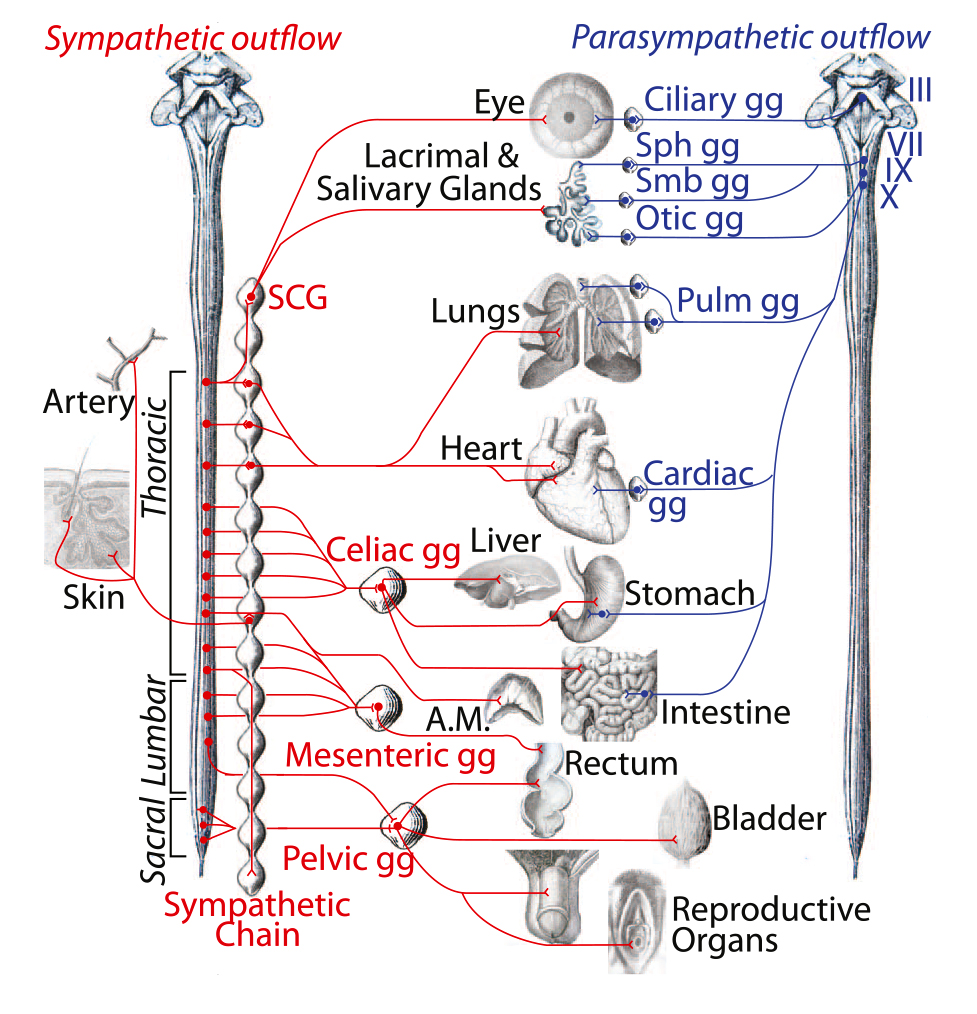 Sympathetic outflow
Parasympathetic outflow
Eye
Ciliary gg
III
Lacrimal &
Salivary Glands
Sph gg
Smb gg
Otic gg
VII
IX
X
SCG
Lungs
Pulm gg
Artery
Thoracic
Heart
Cardiac
gg
Celiac gg
Liver
Skin
Stomach
Lumbar
A.M.
Intestine
Mesenteric gg
Rectum
Sacral
Bladder
Pelvic gg
Sympathetic
Chain
Reproductive
Organs